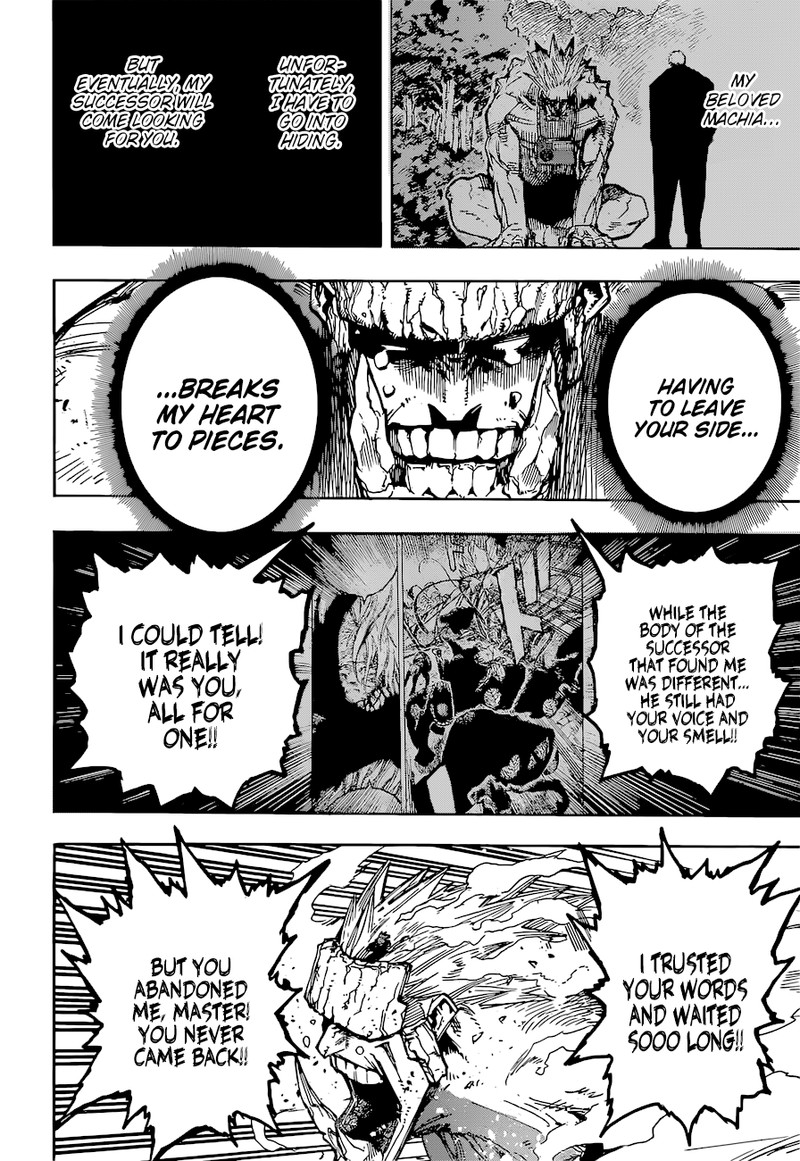 MY
BELOVED
MACHIA...
UNFOR-
TUNATELY,
I HAVE TO
GO INTO
HIDING.
BUT
EVENTUALLY, MY
SUCCESSOR WILL
COME LOOKING
FOR YOU.
HAVING
TO LEAVE
YOUR SIDE...
...BREAKS
MY HEART
TO PIECES.
WHILE THE
BODY OF THE
SUCCESSOR
THAT FOUND ME
WAS DIFFERENT...
HE STILL HAD
YOUR VOICE AND
YOUR SMELL!!
I COULD TELL!
IT REALLY
WAS YOU,
ALL FOR
ONE!!
I TRUSTED
YOUR WORDS
AND WAITED
SOOO LONG!!
BUT YOU
ABANDONED
ME, MASTER!
YOU NEVER
CAME BACK!!